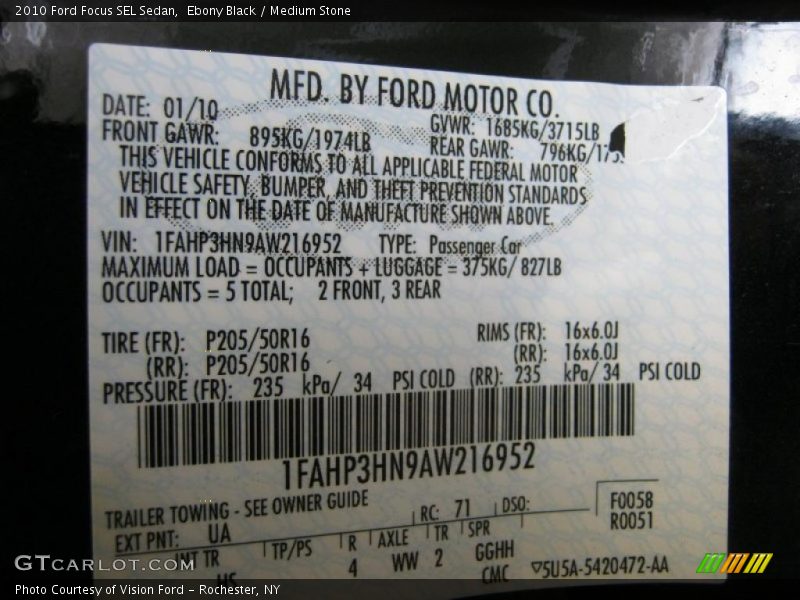 2010 Ford Focus SEL Sedan,  Ebony Black / Medium Stone
MFD. BY FORD MOTOR CO.
DATE: 01/10 GVWR: 1685KG/3715LB
FRONT GAWR: 895KG/1974LB REAR GAWR: 796KG/175
THIS VEHICLE CONFORMS TO ALL APPLICABLE FEDERAL MOTOR
VEHICLE SAFETY, BUMPER, AND THEFT PREVENTION STANDARDS
IN EFFECT ON THE DATE OF MANUFACTURE SHOWN ABOVE.
VIN: 1FAHP3HN9AW216952 TYPE: Passenger Car
MAXIMUM LOAD = OCCUPANTS + LUGGAGE = 375KG/ 827LB
OCCUPANTS = 5 TOTAL; 2 FRONT, 3 REAR
TIRE (FR): P205/50R16 RIMS (FR): 16x6.0J
(RR): P205/50R16 (RR): 16x6.0J
PRESSURE (FR): 235 kPa/ 34 PSI COLD (RR): 235 kPa/ 34 PSI COLD
1FAHP3HN9AW216952
TRAILER TOWING - SEE OWNER GUIDE RC: 71 DSO: F0058
EXT PNT: UA R0051
INT TR TP/PS R AXLE TR SPR
4 WW 2 GGHH
CMC ▽5U5A-5420472-AA
GTCARLOT.COM
Photo Courtesy of Vision Ford – Rochester, NY